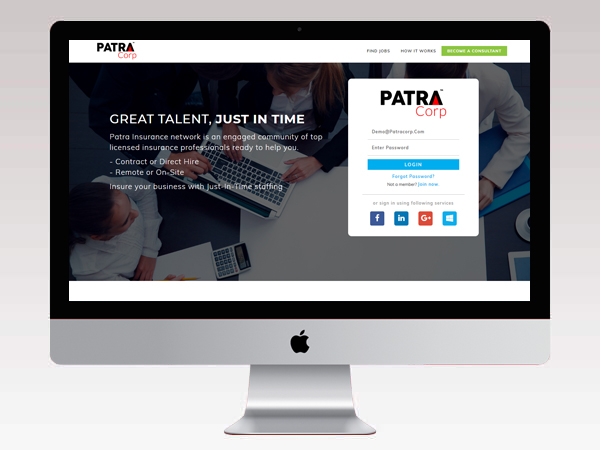 PATRA™
Corp
FIND JOBS HOW IT WORKS BECOME A CONSULTANT
GREAT TALENT, JUST IN TIME
Patra Insurance network is an engaged community of top
licensed insurance professionals ready to help you.
- Contract or Direct Hire
- Remote or On-Site
Insure your business with Just-in-Time staffing
PATRA™
Corp
Demo@Patracorp.Com
Enter Password
LOGIN
Forgot Password?
Not a member? Join now
or sign in using following services
f in G+